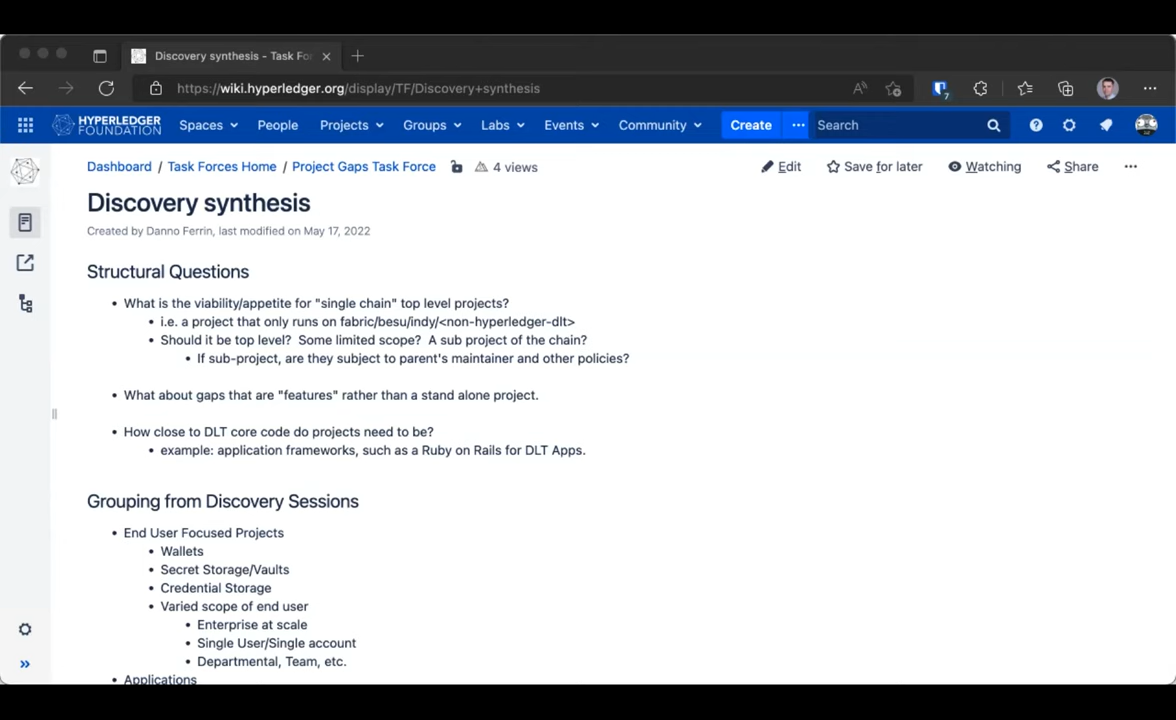 Discovery synthesis - Task For
https://wiki.hyperledger.org/display/TF/Discovery+synthesis
7
HYPERLEDGER FOUNDATION
Spaces People Projects Groups Labs Events Community Create Search
Dashboard / Task Forces Home / Project Gaps Task Force 4 views
Edit Save for later Watching Share
Discovery synthesis
Created by Danno Ferrin, last modified on May 17, 2022
Structural Questions
• What is the viability/appetite for "single chain" top level projects?
• i.e. a project that only runs on fabric/besu/indy/<non-hyperledger-dlt>
• Should it be top level?  Some limited scope?  A sub project of the chain?
• If sub-project, are they subject to parent's maintainer and other policies?
• What about gaps that are "features" rather than a stand alone project.
• How close to DLT core code do projects need to be?
• example: application frameworks, such as a Ruby on Rails for DLT Apps.
Grouping from Discovery Sessions
• End User Focused Projects
• Wallets
• Secret Storage/Vaults
• Credential Storage
• Varied scope of end user
• Enterprise at scale
• Single User/Single account
• Departmental, Team, etc.
• Applications